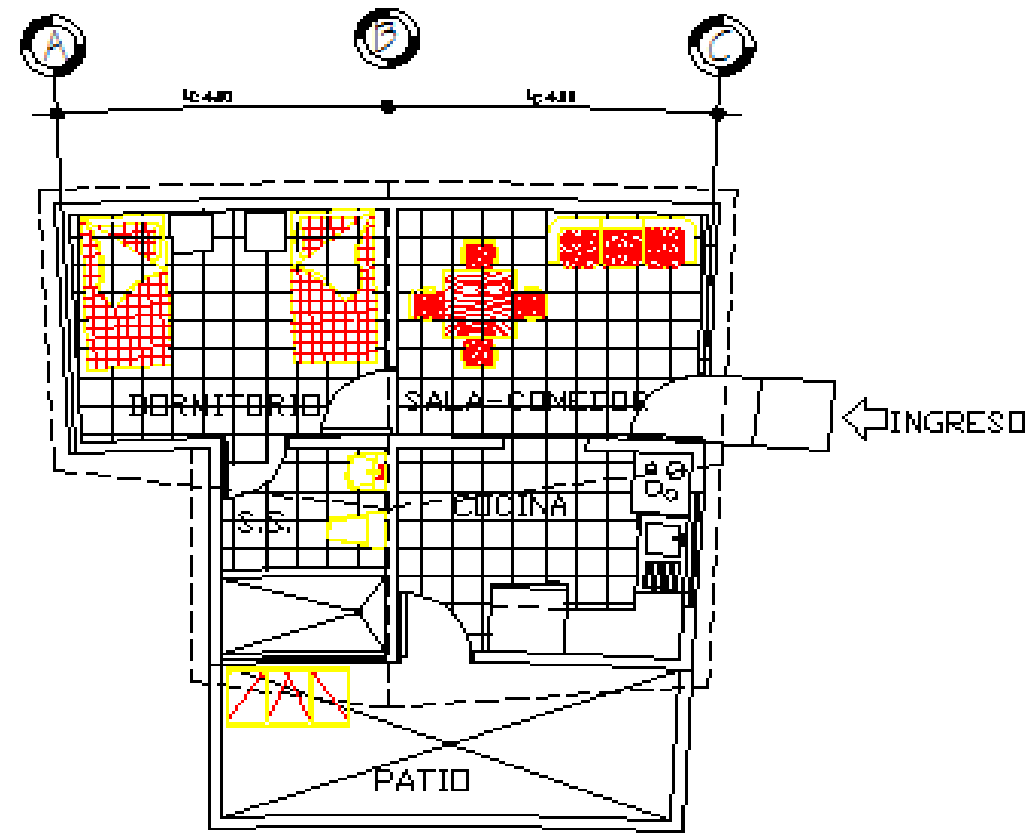 A
B
C
DORMITORIO
SALA-COMEDOR
INGRESO
S.S.
COCINA
PATIO